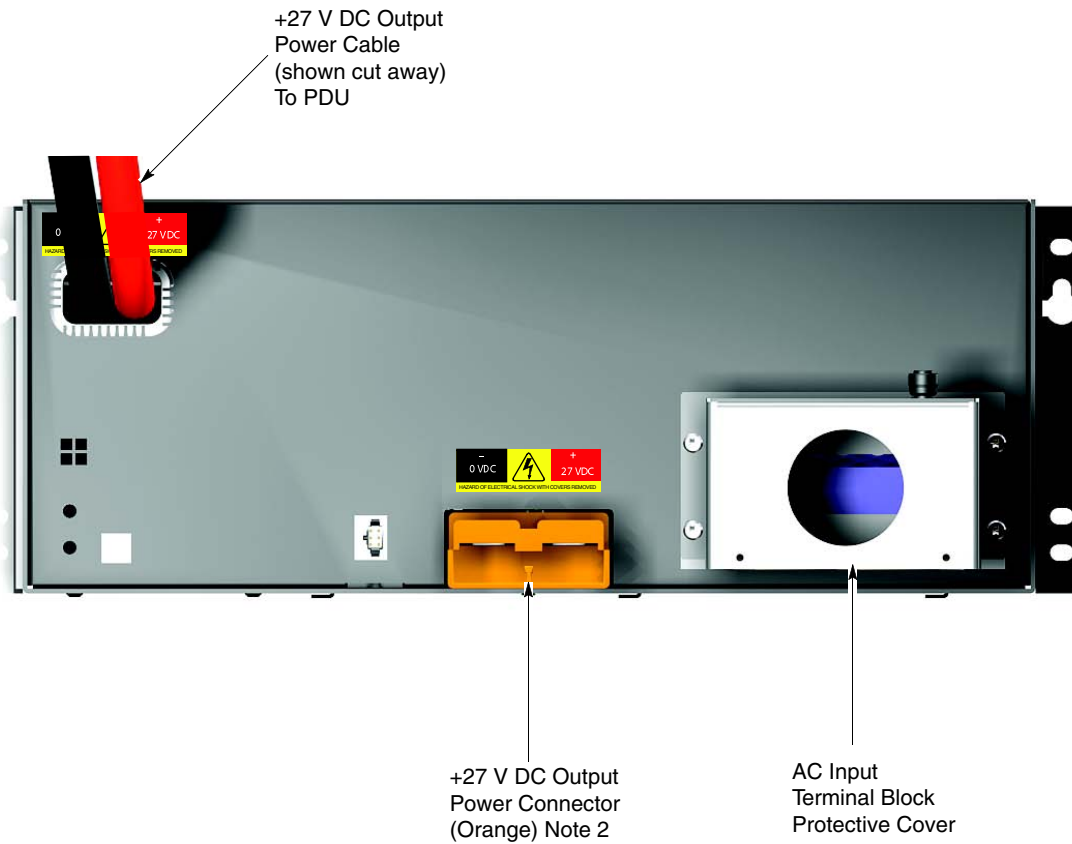 +27 V DC Output
Power Cable
(shown cut away)
To PDU
0
+
27 VDC
HAZARD
REMOVED
–
0 VDC
+
27 VDC
HAZARD OF ELECTRICAL SHOCK WITH COVERS REMOVED
+27 V DC Output
Power Connector
(Orange) Note 2
AC Input
Terminal Block
Protective Cover